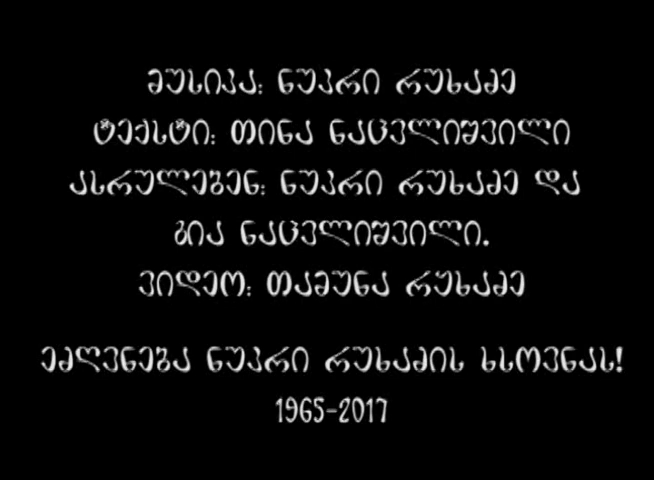 მუსიკა: ნუკრი რუხაძე
ტექსტი: თინა ნაცვლიშვილი
ასრულებენ: ნუკრი რუხაძე და
გია ნაცვლიშვილი.
ვიდეო: თამუნა რუხაძე
ეძღვნება ნუკრი რუხაძის ხსოვნას!
1965-2017